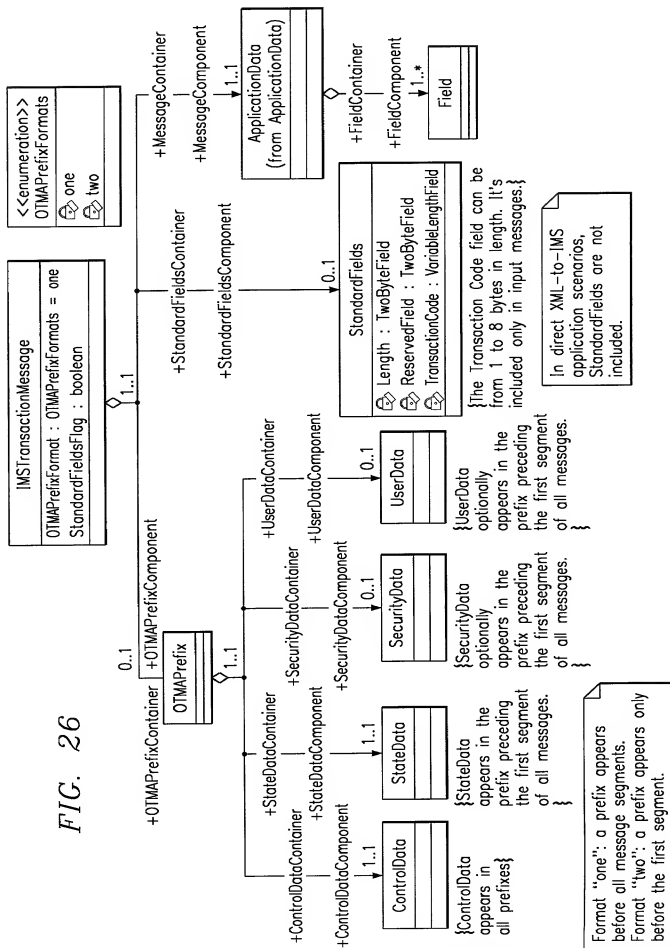 FIG. 26
IMSTransactionMessage
OTMAPrefixFormat : OTMAPrefixFormats = one
StandardFieldsFlag : boolean
<<enumeration>>
OTMAPrefixFormats
one
two
1..1
0..1
+OTMAPrefixContainer
+OTMAPrefixComponent
OTMAPrefix
1..1
+StandardFieldsContainer
+StandardFieldsComponent
0..1
+MessageContainer
+MessageComponent
1..1
ApplicationData
(from ApplicationData)
+FieldContainer
+FieldComponent
1..*
Field
StandardFields
Length : TwoByteField
ReservedField : TwoByteField
TransactionCode : VariableLengthField
{The Transaction Code field can be
from 1 to 8 bytes in length. It's
included only in input messages.}
In direct XML-to-IMS
application scenarios,
StandardFields are not
included.
+ControlDataContainer
+ControlDataComponent
1..1
ControlData
{ControlData
appears in
all prefixes}
+StateDataContainer
+StateDataComponent
1..1
StateData
{StateData
appears in the
prefix preceding
the first segment
of all messages.
}
+SecurityDataContainer
+SecurityDataComponent
0..1
SecurityData
{SecurityData
optionally
appears in the
prefix preceding
the first segment
of all messages.
}
+UserDataContainer
+UserDataComponent
0..1
UserData
{UserData
optionally
appears in the
prefix preceding
the first segment
of all messages.
}
Format "one": a prefix appears
before all message segments.
Format "two": a prefix appears only
before the first segment.